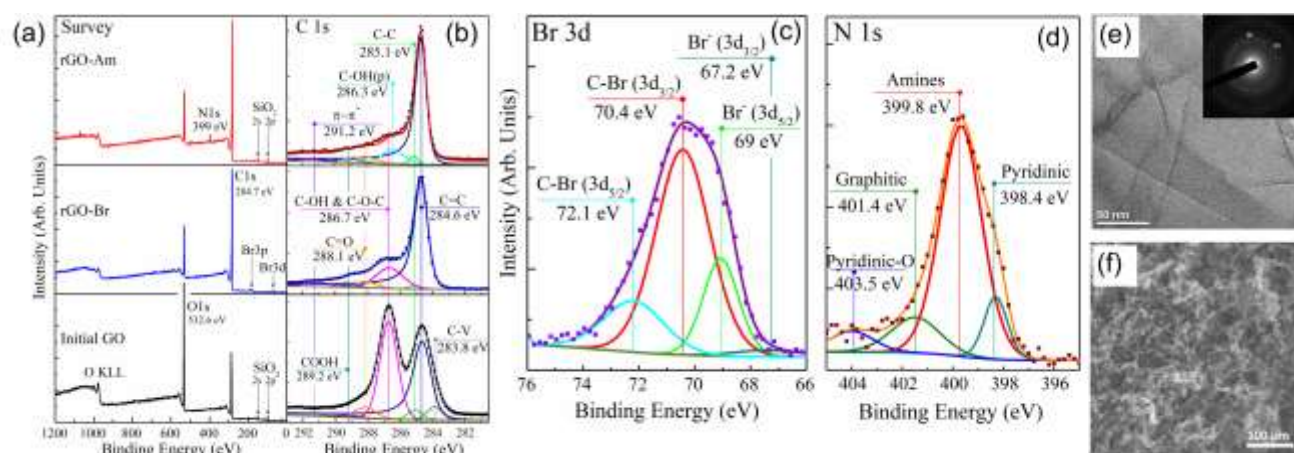 (a)
Survey
rGO-Am
N1s
399 eV
SiO2
2s 2p
rGO-Br
C1s
284.7 eV
Br3p
Br3d
Initial GO
O1s
532.6 eV
O KLL
SiO2
2s 2p
Intensity (Arb. Units)
1200 1000 800 600 400 200 0
Binding Energy (eV)
C 1s
(b)
C-C
285.1 eV
C-OH(p)
286.3 eV
π-π*
291.2 eV
C-OH & C-O-C
286.7 eV
C=C
284.6 eV
C=O
288.1 eV
COOH
289.2 eV
C-V
283.8 eV
292 290 288 286 284 282
Binding Energy (eV)
Br 3d
(c)
Br- (3d3/2)
67.2 eV
C-Br (3d3/2)
70.4 eV
Br- (3d5/2)
69 eV
C-Br (3d5/2)
72.1 eV
Intensity (Arb. Units)
76 74 72 70 68 66
Binding Energy (eV)
N 1s
(d)
Amines
399.8 eV
Graphitic
401.4 eV
Pyridinic
398.4 eV
Pyridinic-O
403.5 eV
404 402 400 398 396
Binding Energy (eV)
(e)
50 nm
(f)
100 µm